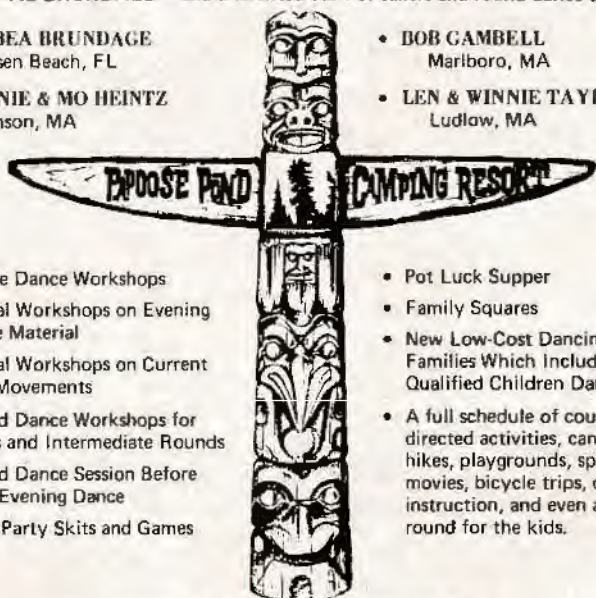 BEA BRUNDAGE
sen Beach, FL
NIE & MO HEINTZ
nson, MA
• BOB GAMBELL
Marlboro, MA
• LEN & WINNIE TAYL
Ludlow, MA
PAPOOSE POND CAMPING RESORT
e Dance Workshops
al Workshops on Evening
e Material
al Workshops on Current
Movements
d Dance Workshops for
s and Intermediate Rounds
d Dance Session Before
Evening Dance
Party Skits and Games
• Pot Luck Supper
• Family Squares
• New Low-Cost Dancin
Families Which Includ
Qualified Children Dan
• A full schedule of cou
directed activities, can
hikes, playgrounds, sp
movies, bicycle trips, e
instruction, and even a
round for the kids.